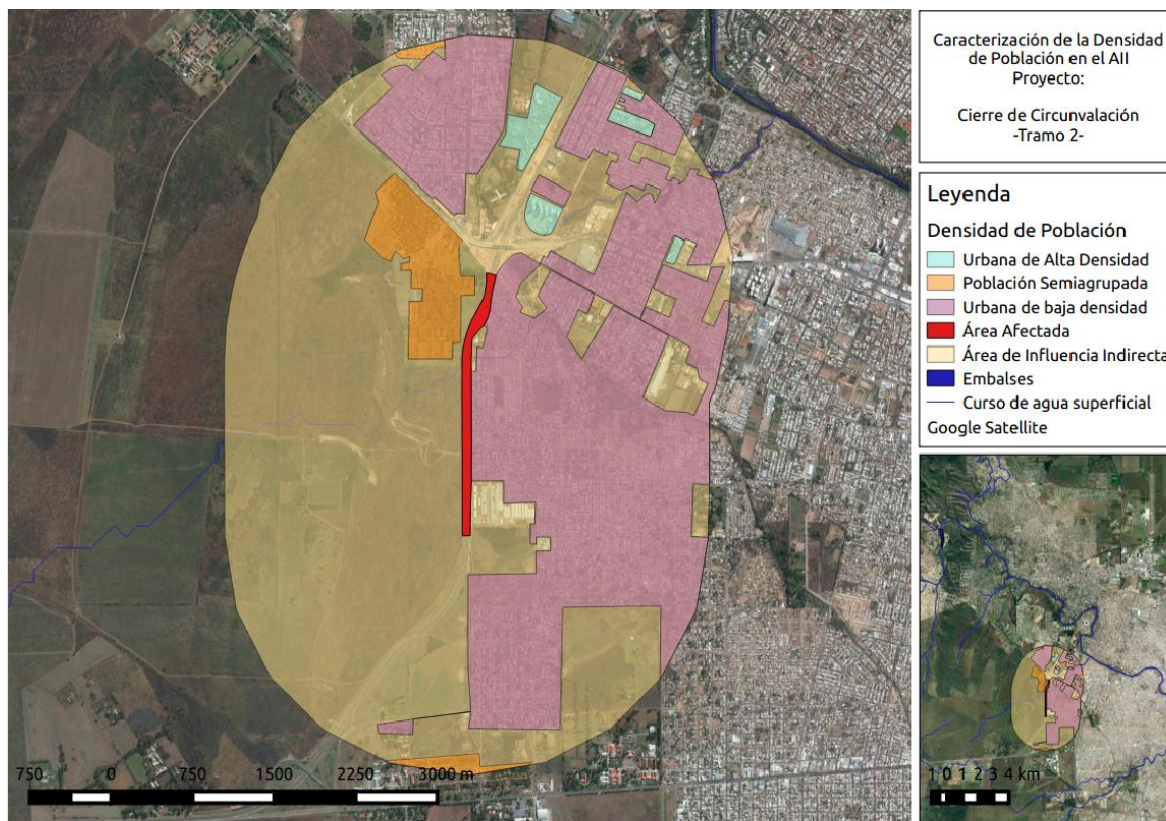 Caracterización de la Densidad
de Población en el AII
Proyecto:
Cierre de Circunvalación
-Tramo 2-
Leyenda
Densidad de Población
Urbana de Alta Densidad
Población Semiagrupada
Urbana de baja densidad
Área Afectada
Área de Influencia Indirecta
Embalses
Curso de agua superficial
Google Satellite
750 0 750 1500 2250 3000 m
1 0 1 2 3 4 km